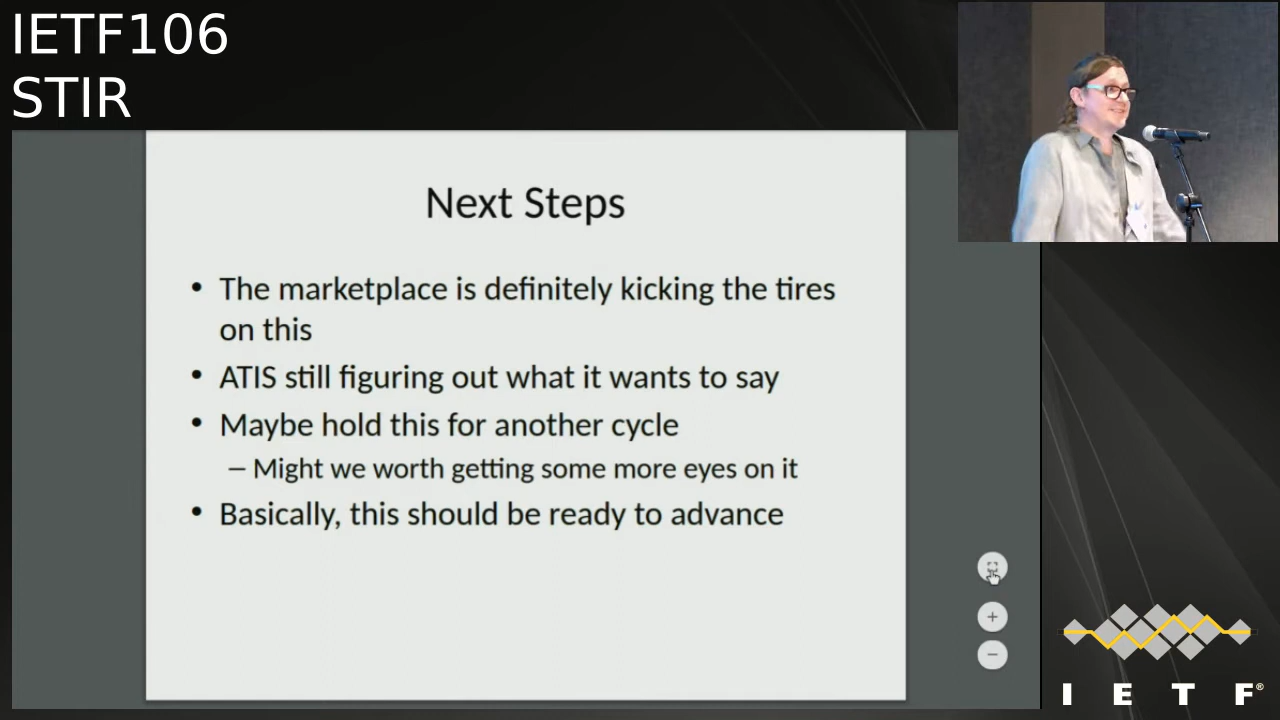 IETF106
STIR
Next Steps
• The marketplace is definitely kicking the tires
on this
• ATIS still figuring out what it wants to say
• Maybe hold this for another cycle
– Might we worth getting some more eyes on it
• Basically, this should be ready to advance
I E T F®